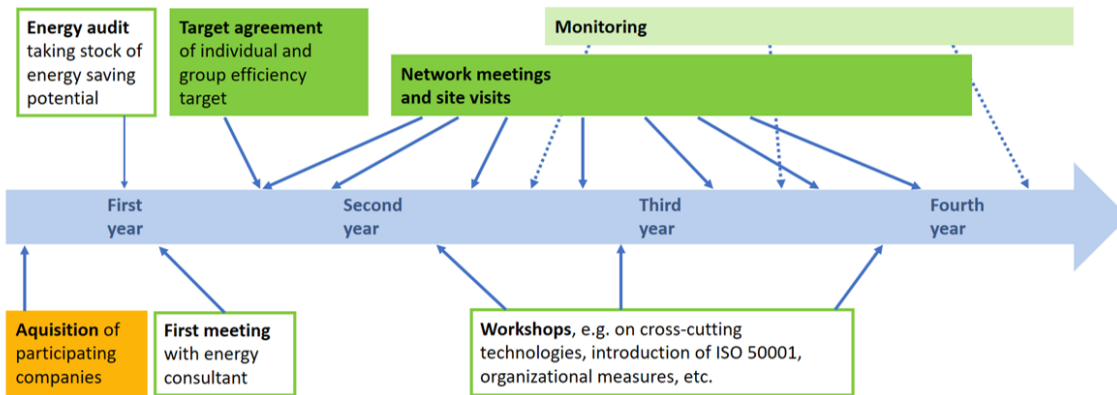 Energy audit
taking stock of
energy saving
potential
Target agreement
of individual and
group efficiency
target
Monitoring
Network meetings
and site visits
First
year
Second
year
Third
year
Fourth
year
Aquisition of
participating
companies
First meeting
with energy
consultant
Workshops, e.g. on cross-cutting
technologies, introduction of ISO 50001,
organizational measures, etc.